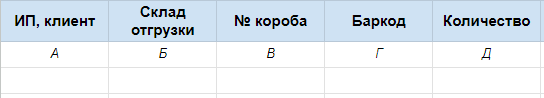 ИП, клиент
Склад отгрузки
№ короба
Баркод
Количество
А
Б
В
Г
Д